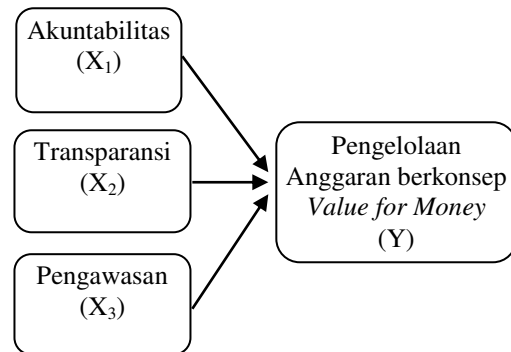 Akuntabilitas
(X₁)
Transparansi
(X₂)
Pengawasan
(X₃)
Pengelolaan
Anggaran berkonsep
Value for Money
(Y)